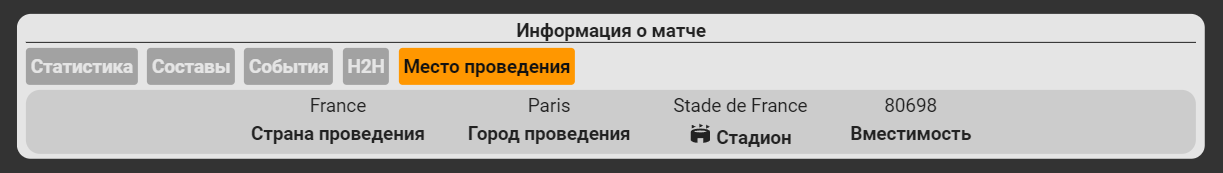 Информация о матче
Статистика Составы События H2H Место проведения
France Paris Stade de France 80698
Страна проведения Город проведения Стадион Вместимость